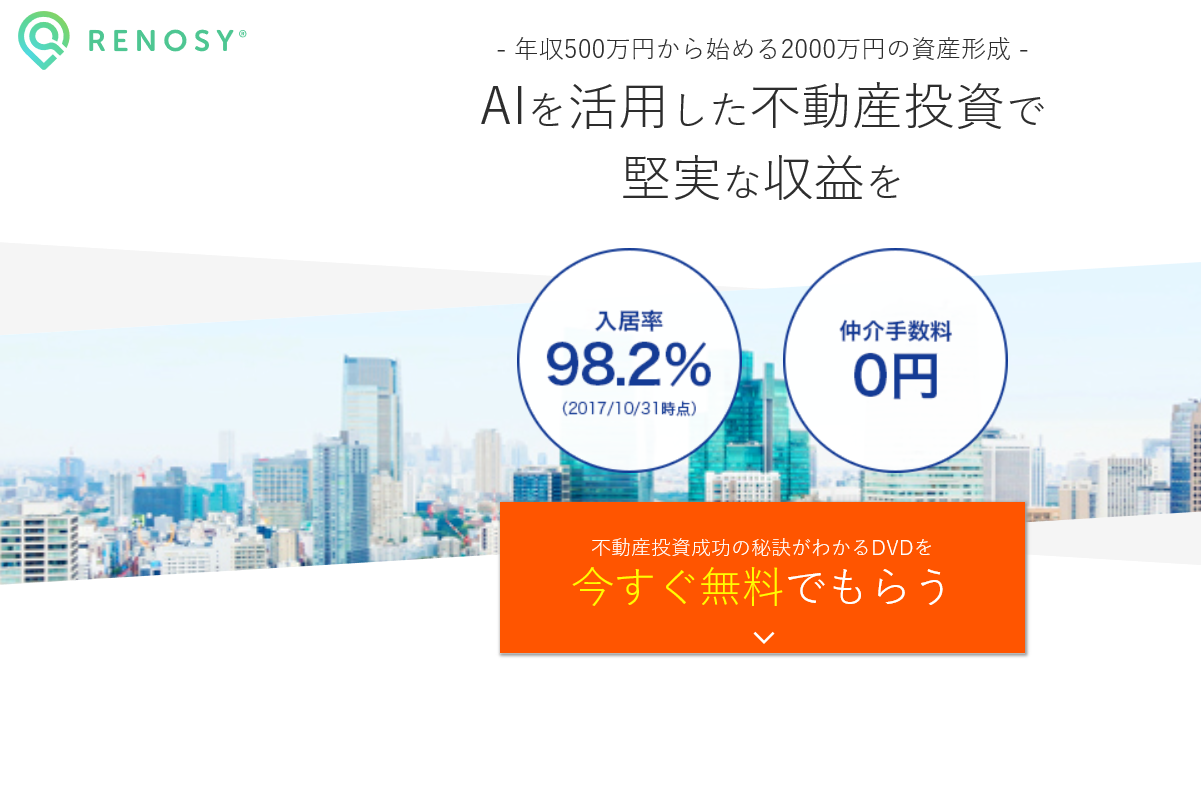 RENOSY®
- 年収500万円から始める2000万円の資産形成 -
AIを活用した不動産投資で
堅実な収益を
入居率
98.2%
（2017/10/31時点）
仲介手数料
0円
不動産投資成功の秘訣がわかるDVDを
今すぐ無料でもらう